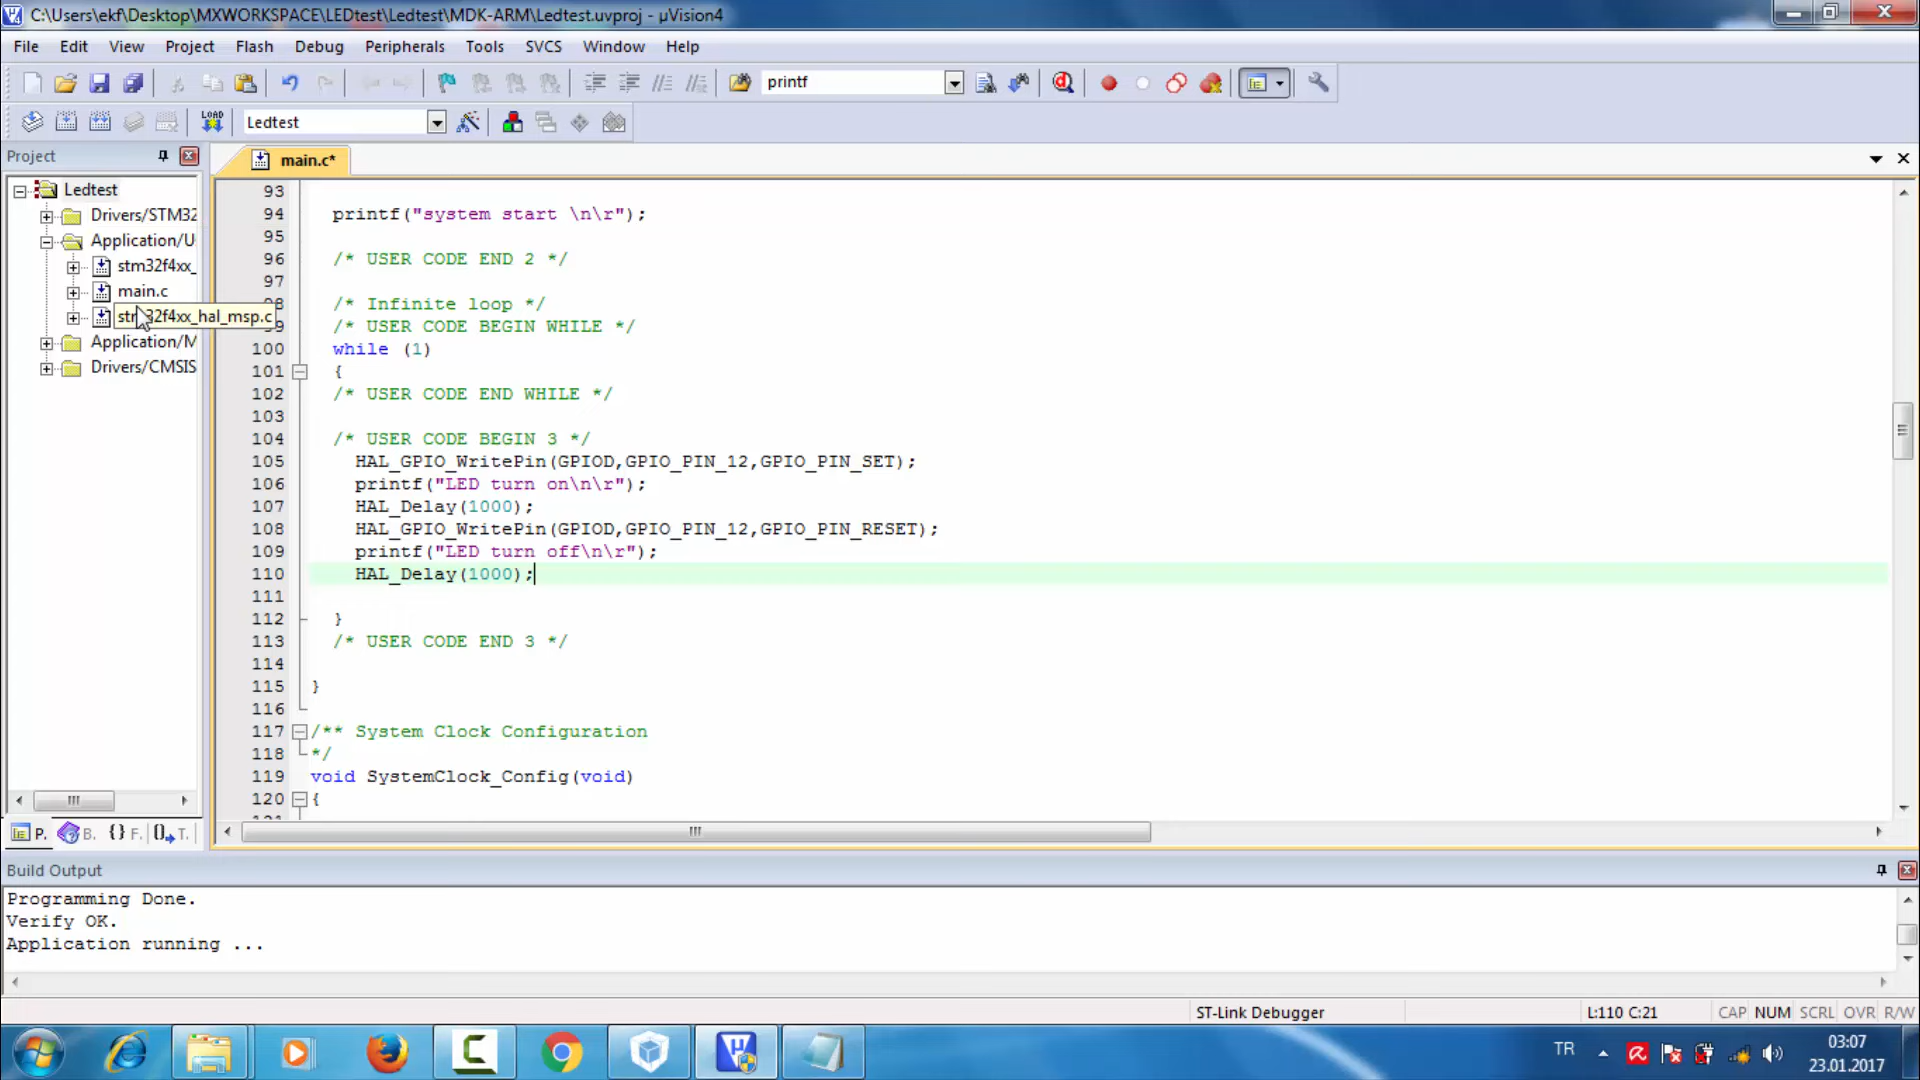 C:\Users\ekf\Desktop\MXWORKSPACE\LEDtest\Ledtest\MDK-ARM\Ledtest.uvproj - µVision4
File Edit View Project Flash Debug Peripherals Tools SVCS Window Help
printf
LOAD
Ledtest
Project
main.c*
Ledtest
Drivers/STM32
Application/U
stm32f4xx_
main.c
stm32f4xx_hal_msp.c
Application/M
Drivers/CMSIS
P. B. {} F. T.
93
94 printf("system start \n\r");
95
96 /* USER CODE END 2 */
97
98 /* Infinite loop */
99 /* USER CODE BEGIN WHILE */
100 while (1)
101 {
102 /* USER CODE END WHILE */
103
104 /* USER CODE BEGIN 3 */
105 HAL_GPIO_WritePin(GPIOD,GPIO_PIN_12,GPIO_PIN_SET);
106 printf("LED turn on\n\r");
107 HAL_Delay(1000);
108 HAL_GPIO_WritePin(GPIOD,GPIO_PIN_12,GPIO_PIN_RESET);
109 printf("LED turn off\n\r");
110 HAL_Delay(1000);
111
112 }
113 /* USER CODE END 3 */
114
115 }
116
117 /** System Clock Configuration
118 */
119 void SystemClock_Config(void)
120 {
Build Output
Programming Done.
Verify OK.
Application running ...
ST-Link Debugger
L:110 C:21
CAP NUM SCRL OVR R/W
TR
03:07
23.01.2017